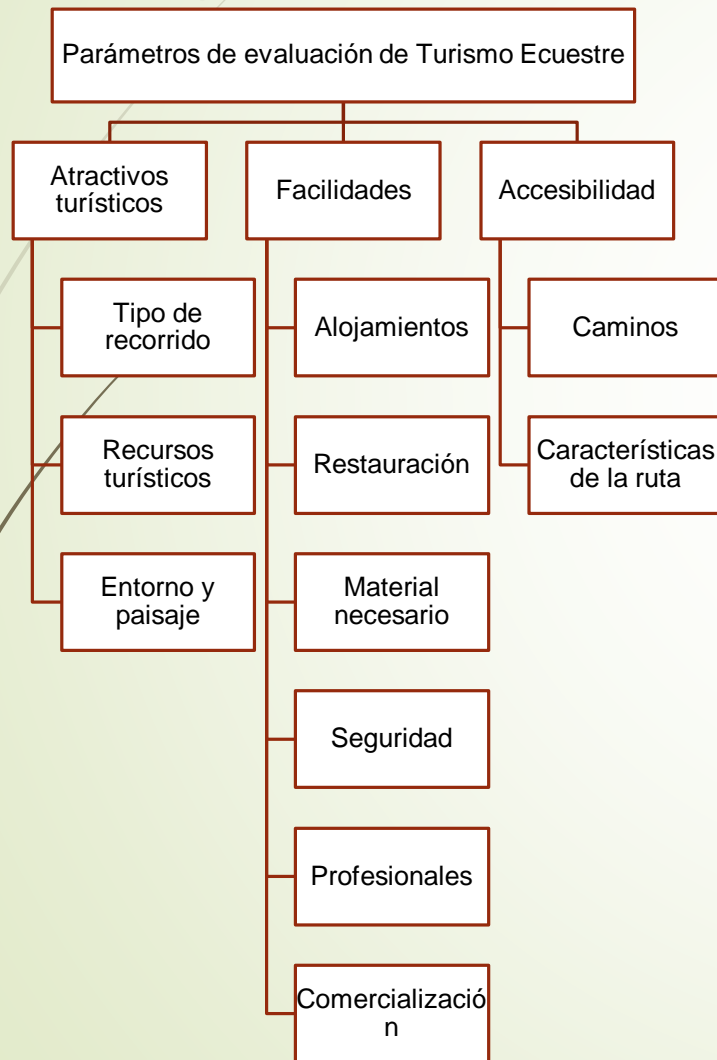 Parámetros de evaluación de Turismo Ecuestre
Atractivos
turísticos
Facilidades
Accesibilidad
Tipo de
recorrido
Alojamientos
Caminos
Recursos
turísticos
Restauración
Características
de la ruta
Entorno y
paisaje
Material
necesario
Seguridad
Profesionales
Comercializació
n